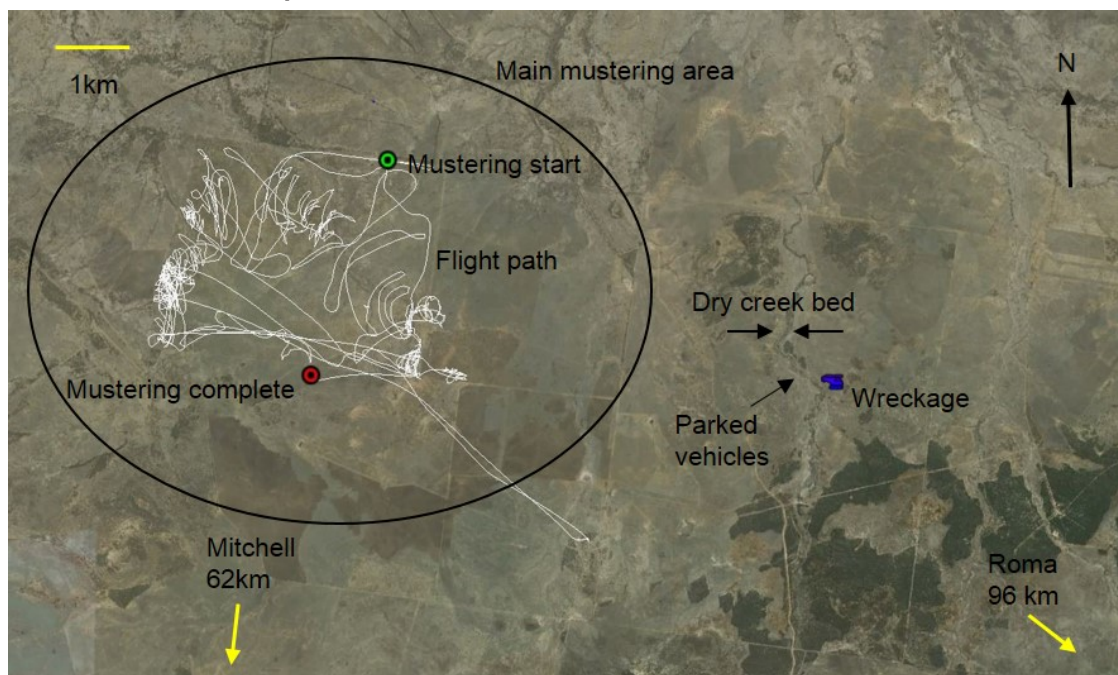 1km
Main mustering area
N
Mustering start
Flight path
Dry creek bed
Mustering complete
Wreckage
Parked
vehicles
Mitchell
62km
Roma
96 km